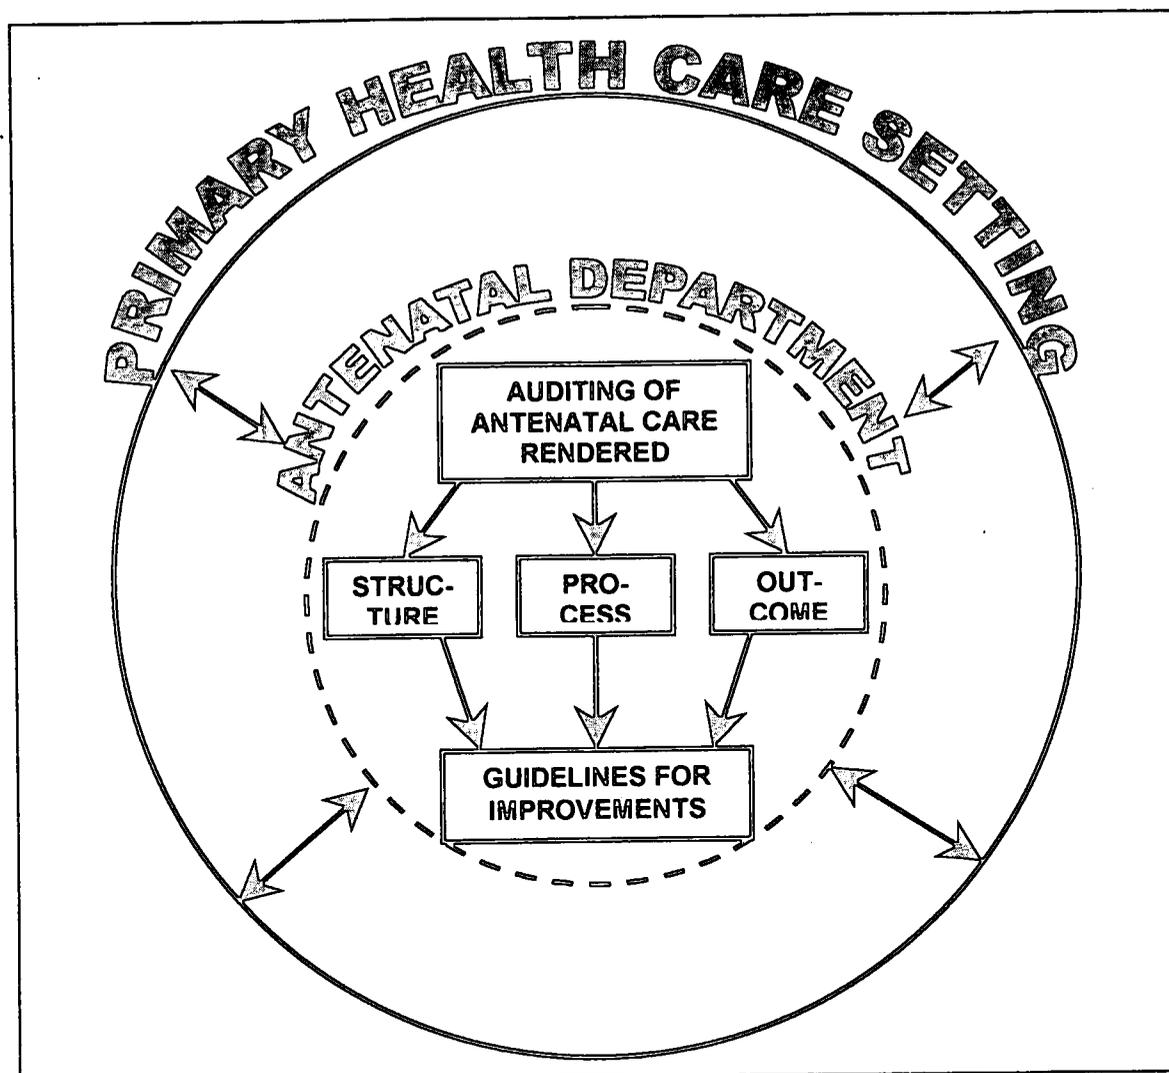 PRIMARY HEALTH CARE SETTING
ANTENATAL DEPARTMENT
AUDITING OF
ANTENATAL CARE
RENDERED
STRUC-
TURE
PRO-
CESS
OUT-
COME
GUIDELINES FOR
IMPROVEMENTS